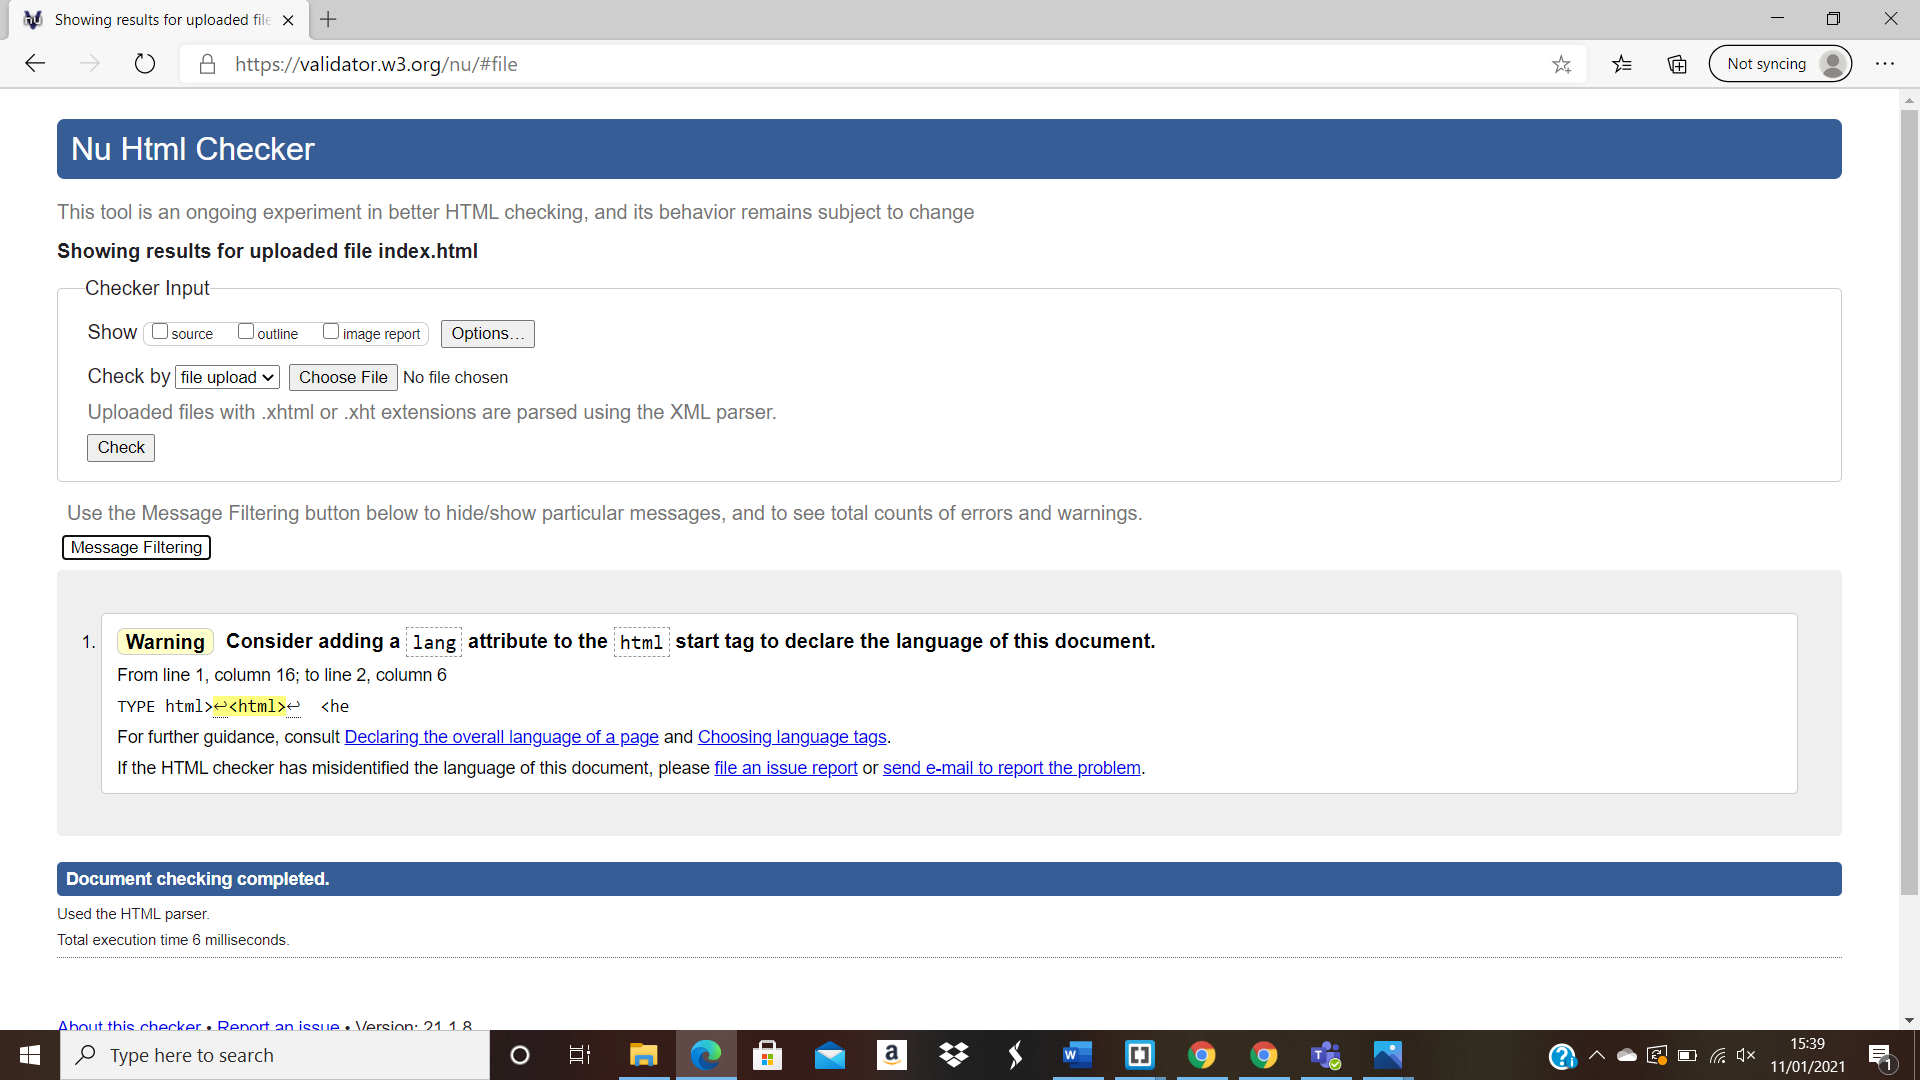 Showing results for uploaded file
https://validator.w3.org/nu/#file
Not syncing
Nu Html Checker
This tool is an ongoing experiment in better HTML checking, and its behavior remains subject to change
Showing results for uploaded file index.html
Checker Input
Show source outline image report Options…
Check by file upload Choose File No file chosen
Uploaded files with .xhtml or .xht extensions are parsed using the XML parser.
Check
Use the Message Filtering button below to hide/show particular messages, and to see total counts of errors and warnings.
Message Filtering
1. Warning Consider adding a lang attribute to the html start tag to declare the language of this document.
From line 1, column 16; to line 2, column 6
TYPE html>↩<html>↩ <he
For further guidance, consult Declaring the overall language of a page and Choosing language tags.
If the HTML checker has misidentified the language of this document, please file an issue report or send e-mail to report the problem.
Document checking completed.
Used the HTML parser.
Total execution time 6 milliseconds.
About this checker • Report an issue • Version: 21.1.8
Type here to search
15:39
11/01/2021
1